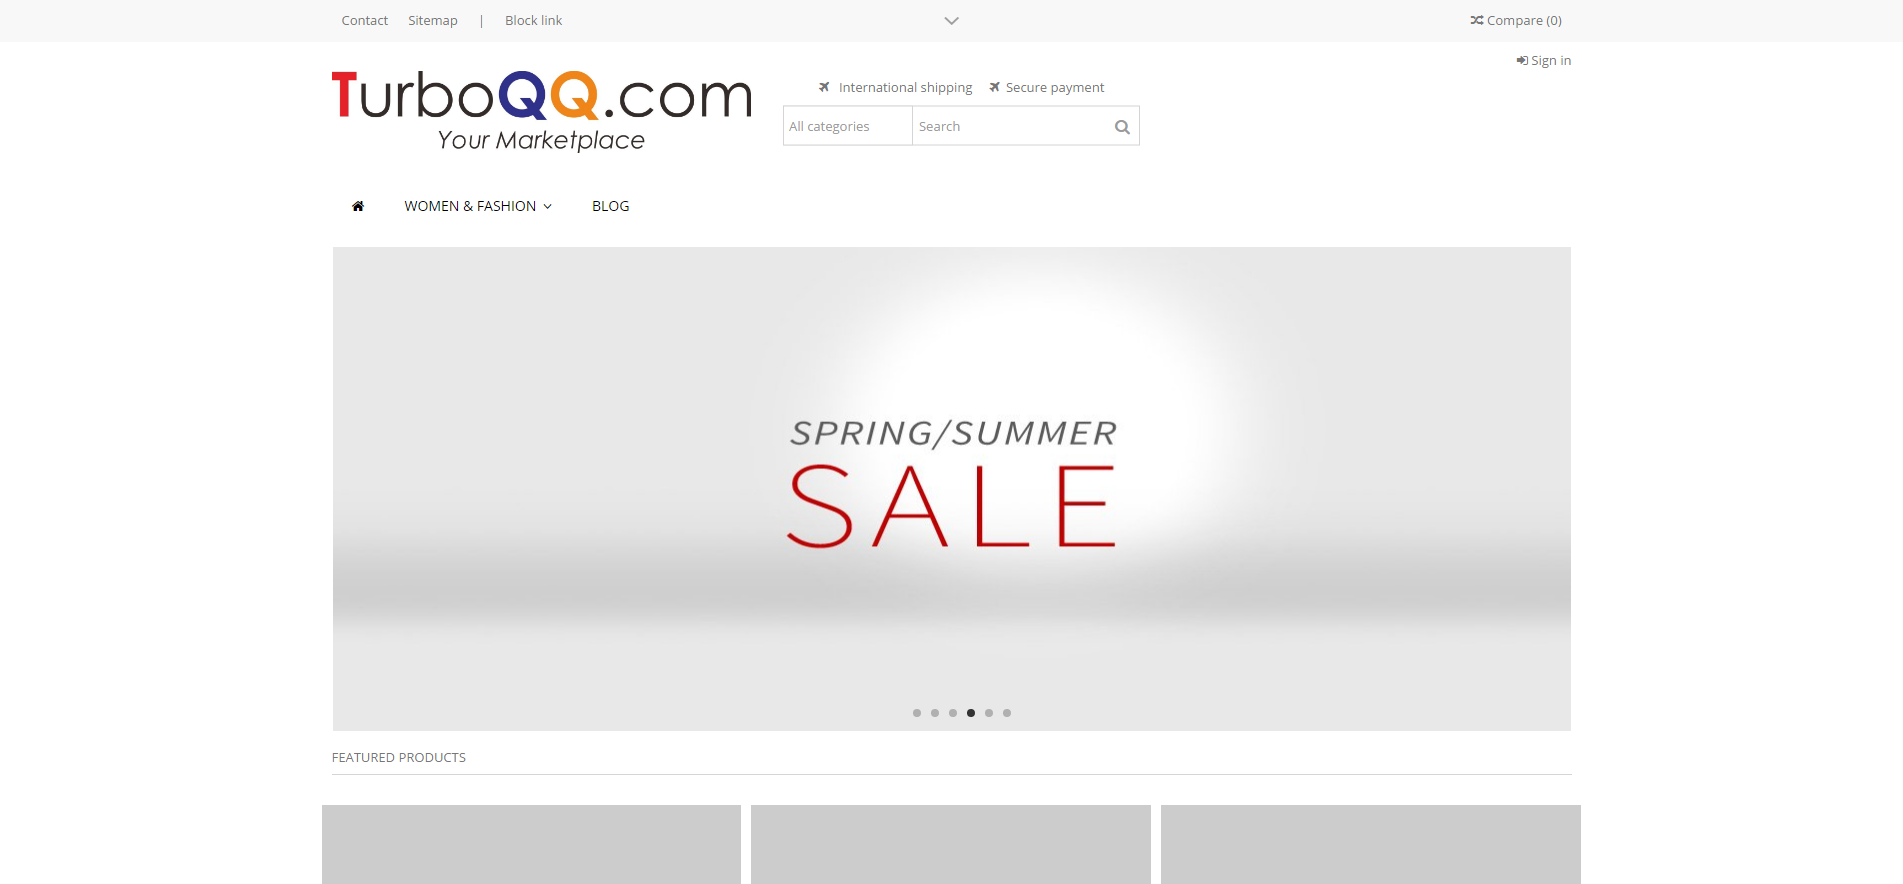 Contact Sitemap | Block link
Compare (0)
Sign in
TurboQQ.com
Your Marketplace
International shipping Secure payment
All categories Search
WOMEN & FASHION BLOG
SPRING/SUMMER
SALE
FEATURED PRODUCTS